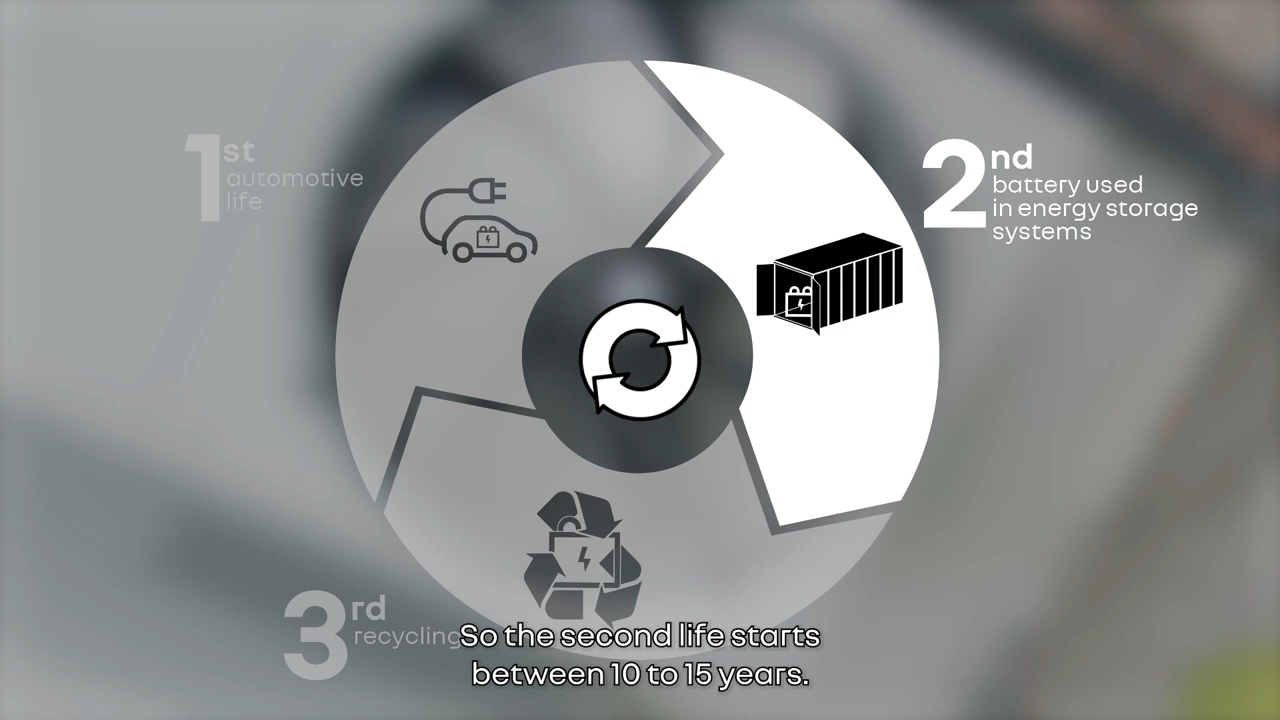 1st
automotive
life
2nd
battery used
in energy storage
systems
3rd
recycling
So the second life starts
between 10 to 15 years.